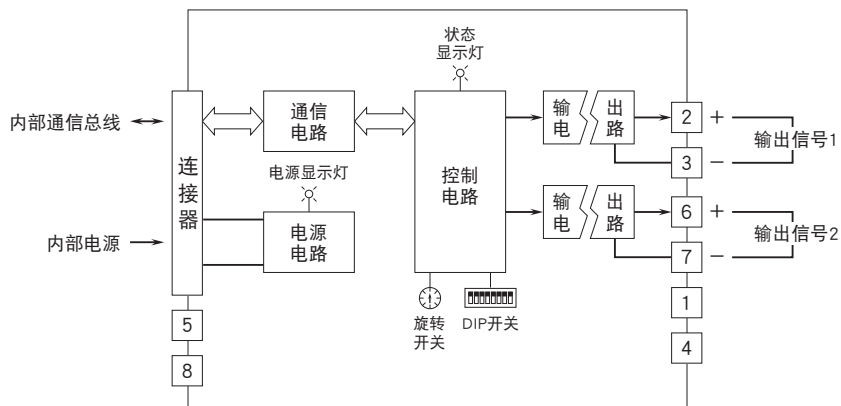 状态
显示灯
内部通信总线
连接器
通信
电路
电源显示灯
内部电源
电源
电路
控制
电路
输 出
电 路
2 +
3 −
输出信号1
输 出
电 路
6 +
7 −
输出信号2
旋转
开关
DIP开关
5
8
1
4